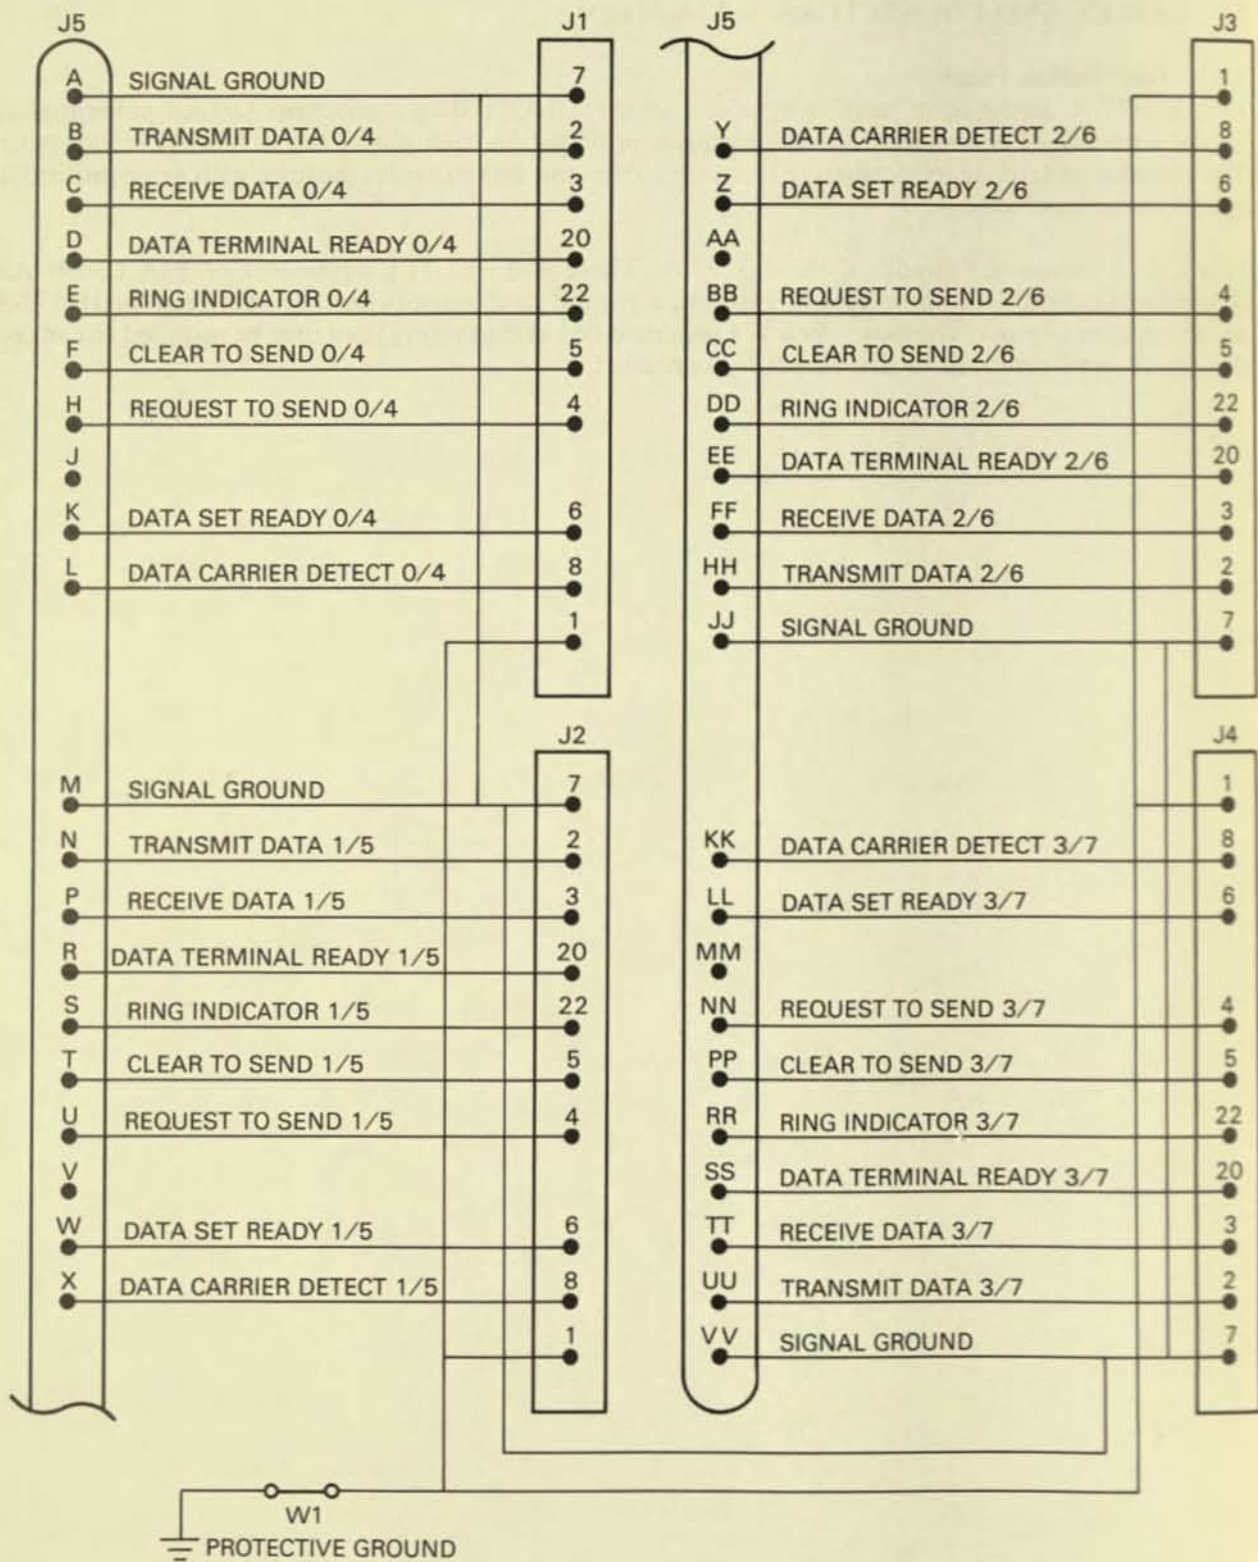 J5 J1
A SIGNAL GROUND 7
B TRANSMIT DATA 0/4 2
C RECEIVE DATA 0/4 3
D DATA TERMINAL READY 0/4 20
E RING INDICATOR 0/4 22
F CLEAR TO SEND 0/4 5
H REQUEST TO SEND 0/4 4
J
K DATA SET READY 0/4 6
L DATA CARRIER DETECT 0/4 8
1
J2
M SIGNAL GROUND 7
N TRANSMIT DATA 1/5 2
P RECEIVE DATA 1/5 3
R DATA TERMINAL READY 1/5 20
S RING INDICATOR 1/5 22
T CLEAR TO SEND 1/5 5
U REQUEST TO SEND 1/5 4
V
W DATA SET READY 1/5 6
X DATA CARRIER DETECT 1/5 8
1
W1
PROTECTIVE GROUND
J5 J3
1
Y DATA CARRIER DETECT 2/6 8
Z DATA SET READY 2/6 6
AA
BB REQUEST TO SEND 2/6 4
CC CLEAR TO SEND 2/6 5
DD RING INDICATOR 2/6 22
EE DATA TERMINAL READY 2/6 20
FF RECEIVE DATA 2/6 3
HH TRANSMIT DATA 2/6 2
JJ SIGNAL GROUND 7
J4
1
KK DATA CARRIER DETECT 3/7 8
LL DATA SET READY 3/7 6
MM
NN REQUEST TO SEND 3/7 4
PP CLEAR TO SEND 3/7 5
RR RING INDICATOR 3/7 22
SS DATA TERMINAL READY 3/7 20
TT RECEIVE DATA 3/7 3
UU TRANSMIT DATA 3/7 2
VV SIGNAL GROUND 7